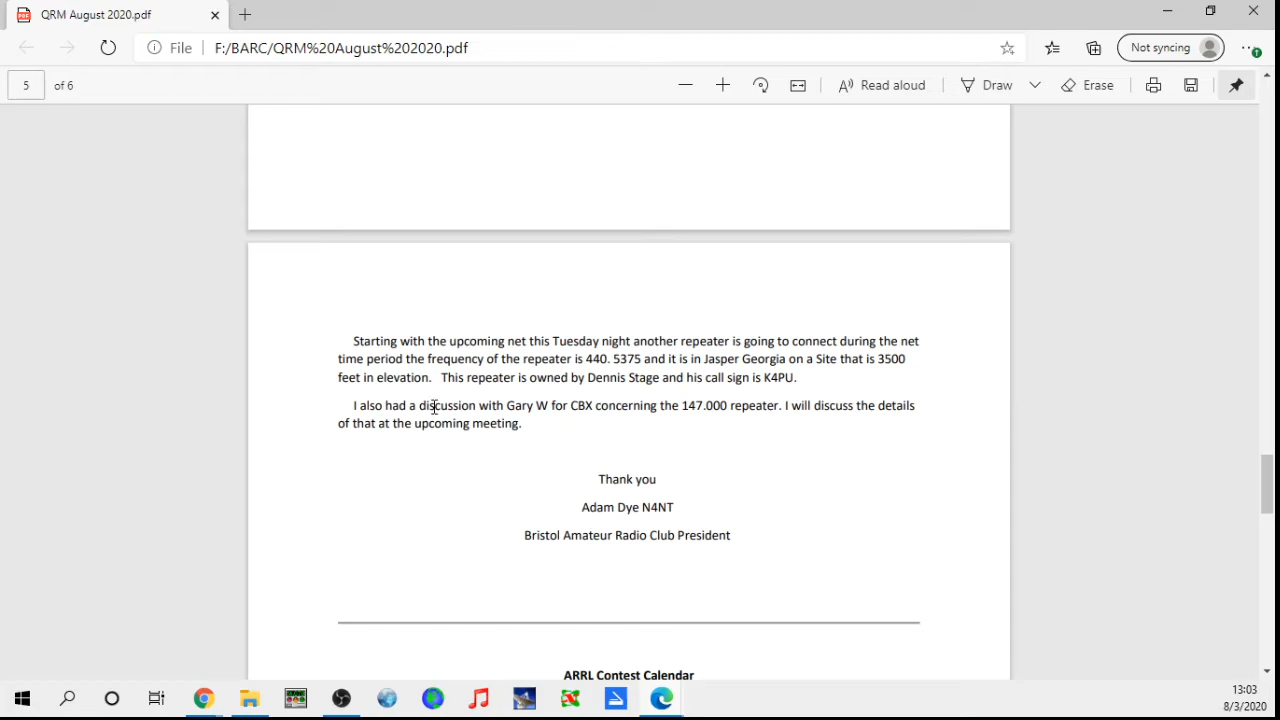 QRM August 2020.pdf
File
F:/BARC/QRM%20August%202020.pdf
Not syncing
5 of 6
Read aloud
Draw
Erase
Starting with the upcoming net this Tuesday night another repeater is going to connect during the net
time period the frequency of the repeater is 440. 5375 and it is in Jasper Georgia on a Site that is 3500
feet in elevation. This repeater is owned by Dennis Stage and his call sign is K4PU.
I also had a discussion with Gary W for CBX concerning the 147.000 repeater. I will discuss the details
of that at the upcoming meeting.
Thank you
Adam Dye N4NT
Bristol Amateur Radio Club President
ARRL Contest Calendar
13:03
8/3/2020